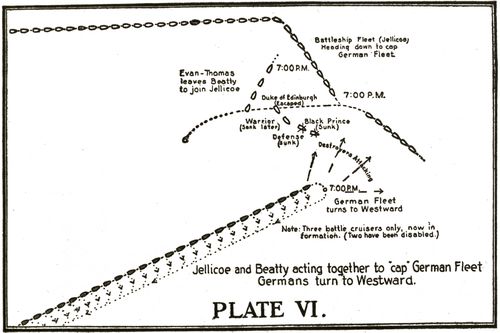 Battleship Fleet (Jellicoe)
Heading down to cap
German Fleet.
Evan-Thomas
leaves Beatty
to join Jellicoe
7:00 P.M.
7:00 P.M.
Duke of Edinburgh
(Escaped)
Warrior
(Sank later)
Black Prince
(Sunk)
Defense
(Sunk)
Destroyers Attacking
7:00 P.M.
German Fleet
turns to Westward
Note: Three battle cruisers only, now in
formation. (Two have been disabled.)
Jellicoe and Beatty acting together to "cap" German Fleet
Germans turn to Westward.
PLATE VI.